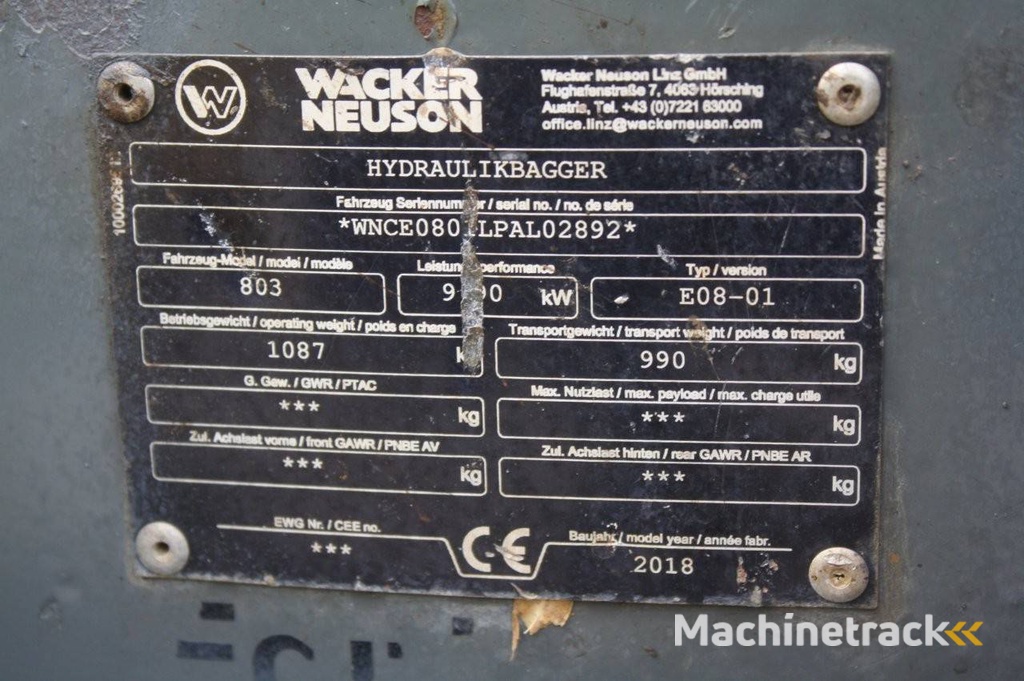 WACKER
NEUSON
Wacker Neuson Linz GmbH
Flughafenstraße 7, 4063 Hörsching
Austria, Tel. +43 (0)7221 63000
office.linz@wackerneuson.com
HYDRAULIKBAGGER
Fahrzeug Seriennummer / serial no. / no. de série
Made in Austria
Fahrzeug-Model / model / modèle
Leistung / performance
Typ / version
803
kW
E08-01
Betriebsgewicht / operating weight / poids en charge
Transportgewicht / transport weight / poids de transport
1087
990 kg
G. Gew. / GWR / PTAC
Max. Nutzlast / max. payload / max. charge utile
*** kg
*** kg
Zul. Achslast vorne / front GAWR / PNBE AV
Zul. Achslast hinten / rear GAWR / PNBE AR
*** kg
*** kg
EWG Nr. / CEE no.
CE
Baujahr / model year / année fabr.
***
2018
Machinetrack